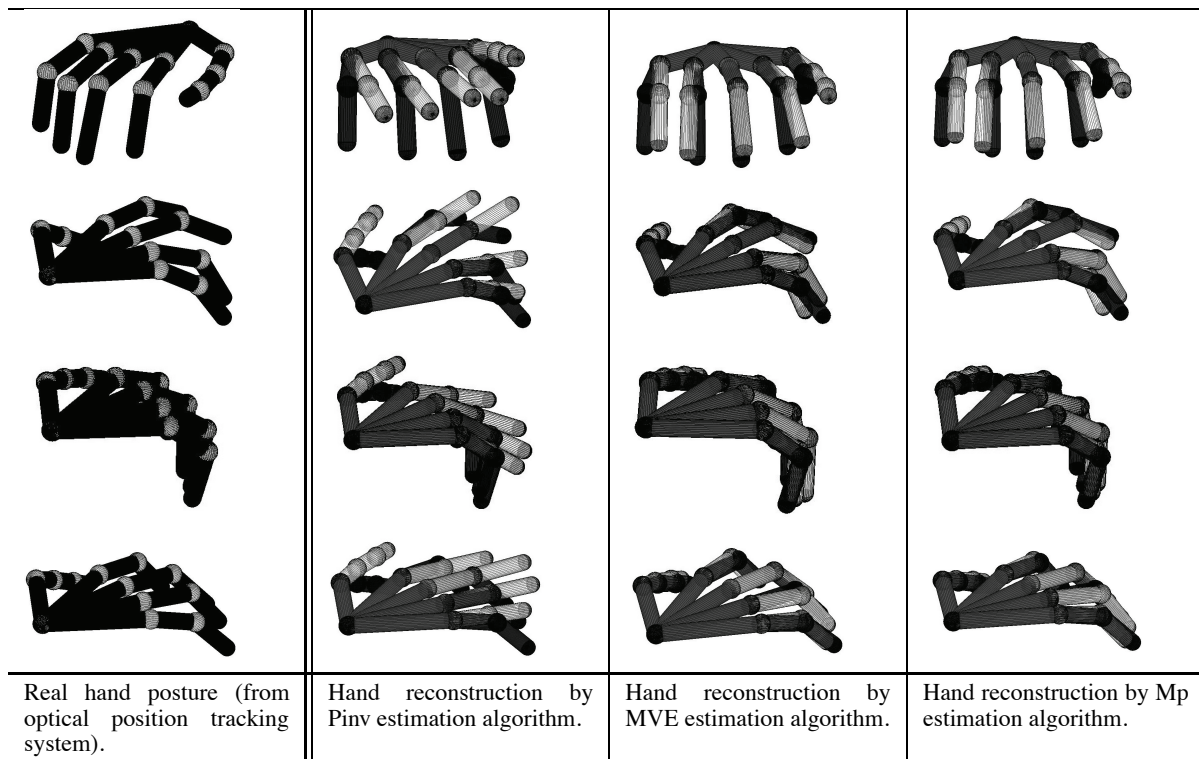 Real hand posture (from
optical position tracking
system).
Hand reconstruction by
Pinv estimation algorithm.
Hand reconstruction by
MVE estimation algorithm.
Hand reconstruction by Mp
estimation algorithm.